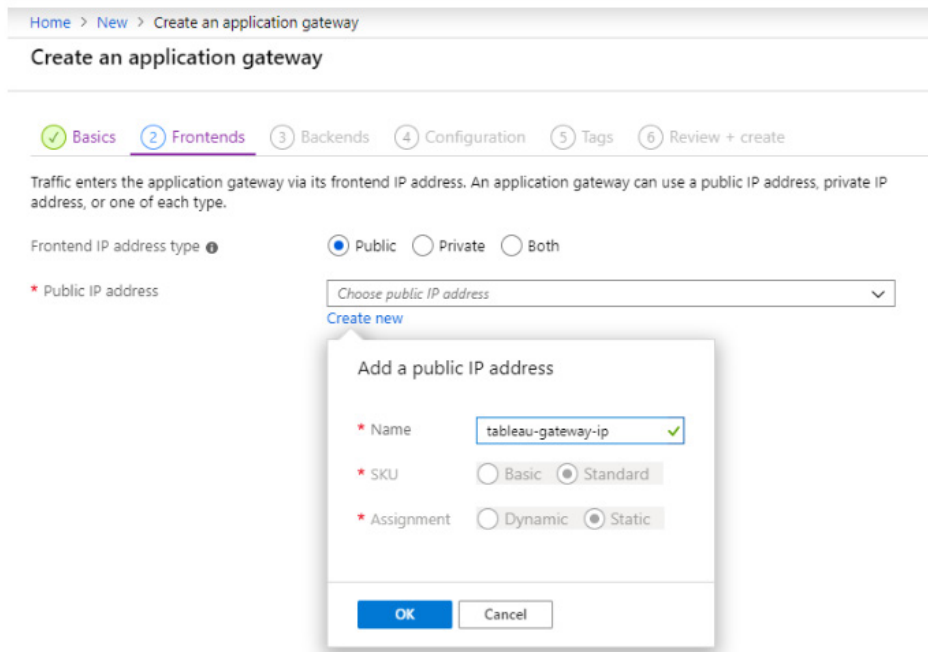 Home > New > Create an application gateway
Create an application gateway
Basics 2 Frontends 3 Backends 4 Configuration 5 Tags 6 Review + create
Traffic enters the application gateway via its frontend IP address. An application gateway can use a public IP address, private IP
address, or one of each type.
Frontend IP address type Public Private Both
* Public IP address Choose public IP address
Create new
Add a public IP address
* Name tableau-gateway-ip
* SKU Basic Standard
* Assignment Dynamic Static
OK Cancel